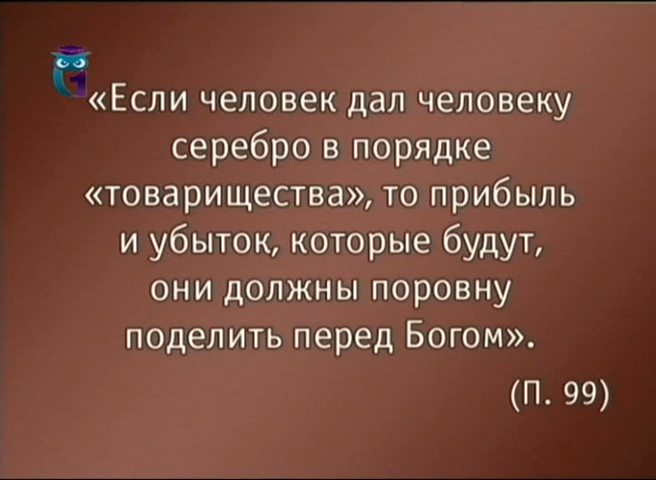 «Если человек дал человеку
серебро в порядке
«товарищества», то прибыль
и убыток, которые будут,
они должны поровну
поделить перед Богом».
(П. 99)
1